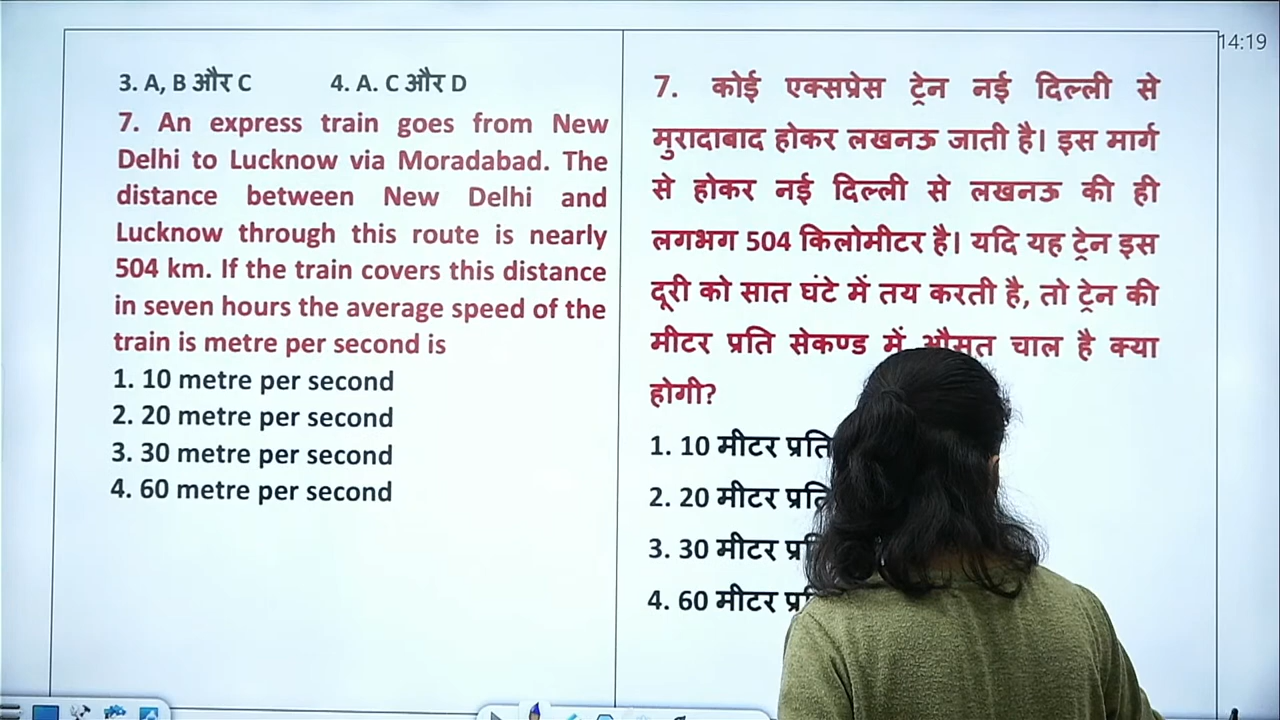 14:19
3. A, B और C 4. A. C और D
7. An express train goes from New
Delhi to Lucknow via Moradabad. The
distance between New Delhi and
Lucknow through this route is nearly
504 km. If the train covers this distance
in seven hours the average speed of the
train is metre per second is
1. 10 metre per second
2. 20 metre per second
3. 30 metre per second
4. 60 metre per second
7. कोई एक्सप्रेस ट्रेन नई दिल्ली से
मुरादाबाद होकर लखनऊ जाती है। इस मार्ग
से होकर नई दिल्ली से लखनऊ की ही
लगभग 504 किलोमीटर है। यदि यह ट्रेन इस
दूरी को सात घंटे में तय करती है, तो ट्रेन की
मीटर प्रति सेकण्ड में औसत चाल है क्या
होगी?
1. 10 मीटर प्रति
2. 20 मीटर प्रति
3. 30 मीटर
4. 60 मीटर